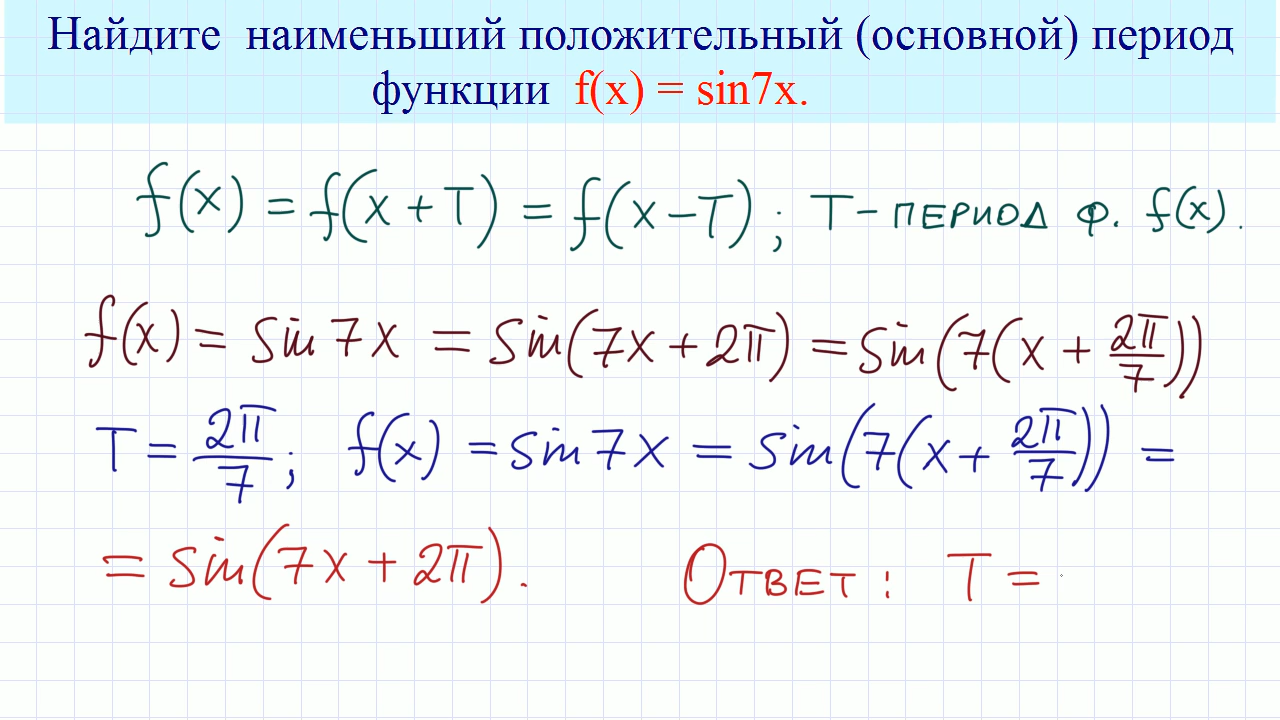 Найдите наименьший положительный (основной) период
функции f(x) = sin7x.
f(x) = f(x+T) = f(x-T); T - ПЕРИОД Ф. f(x).
f(x) = sin 7x = sin(7x + 2π) = sin(7(x + 2π/7))
T = 2π/7; f(x) = sin 7x = sin(7(x + 2π/7)) =
= sin(7x + 2π). ОТВЕТ: T =